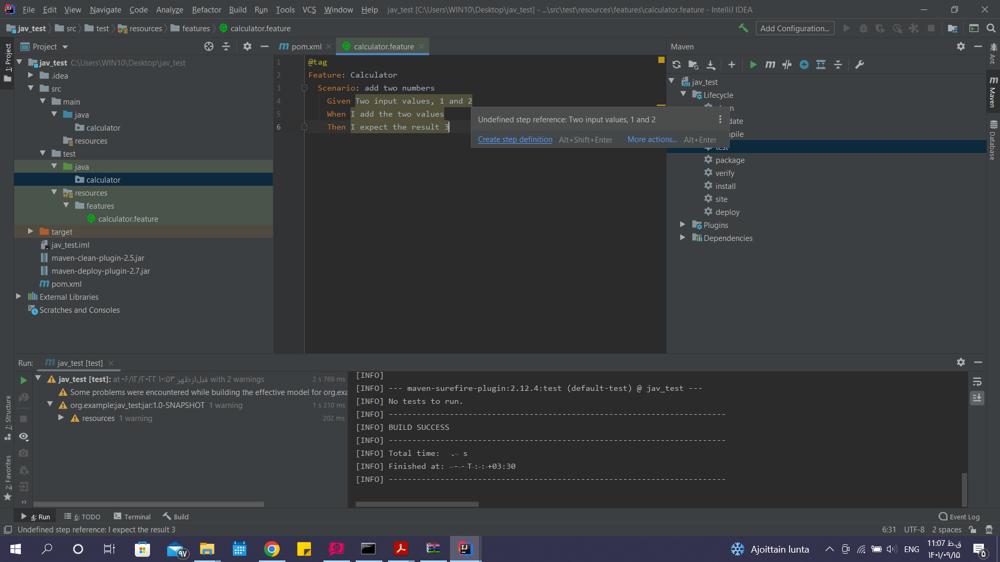 File Edit View Navigate Code Analyze Refactor Build Run Tools VCS Window Help jav_test [C:\Users\WIN10\Desktop\jav_test] - ...\src\test\resources\features\calculator.feature - IntelliJ IDEA
jav_test src test resources features calculator.feature
Add Configuration...
1: Project
Project
jav_test C:\Users\WIN10\Desktop\jav_test
.idea
src
main
java
calculator
resources
test
java
calculator
resources
features
calculator.feature
target
jav_test.iml
maven-clean-plugin-2.5.jar
maven-deploy-plugin-2.7.jar
pom.xml
External Libraries
Scratches and Consoles
pom.xml calculator.feature
1 @tag
2 Feature: Calculator
3 Scenario: add two numbers
4 Given Two input values, 1 and 2
5 When I add the two values
6 Then I expect the result 3
Undefined step reference: Two input values, 1 and 2
Create step definition Alt+Shift+Enter More actions... Alt+Enter
Maven
jav_test
Lifecycle
test
package
verify
install
site
deploy
Plugins
Dependencies
Ant
Maven
Database
Run: jav_test [test]
jav_test [test]: at ۰۶/۱۲/۲۰۲۲ ۱۰:۵۳ قبل‌ازظهر with 2 warnings 2 s 769 ms
Some problems were encountered while building the effective model for org.exa
org.example:jav_test:jar:1.0-SNAPSHOT 1 warning 1 s 210 ms
resources 1 warning 202 ms
[INFO]
[INFO] --- maven-surefire-plugin:2.12.4:test (default-test) @ jav_test ---
[INFO] No tests to run.
[INFO] ------------------------------------------------------------------------
[INFO] BUILD SUCCESS
[INFO] ------------------------------------------------------------------------
[INFO] Total time: s
[INFO] Finished at: +03:30
[INFO] ------------------------------------------------------------------------
7: Structure
2: Favorites
4: Run 6: TODO Terminal Build Event Log
Undefined step reference: I expect the result 3 6:31 UTF-8 2 spaces
۹۷ Ajoittain lunta ENG 11:07 ق.ظ
۱۴۰۱/۰۹/۱۵ ۵